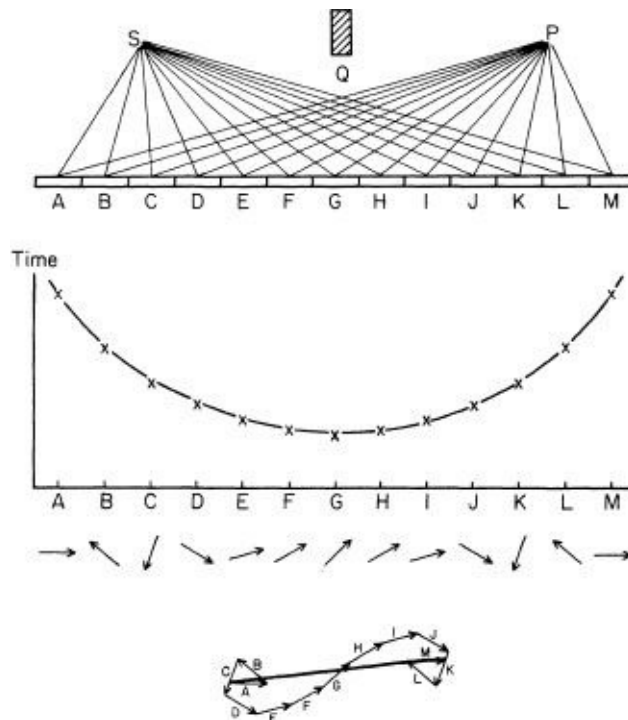 S P
Q
A B C D E F G H I J K L M
Time
A B C D E F G H I J K L M
H I J
C B M
A G L K
D E F